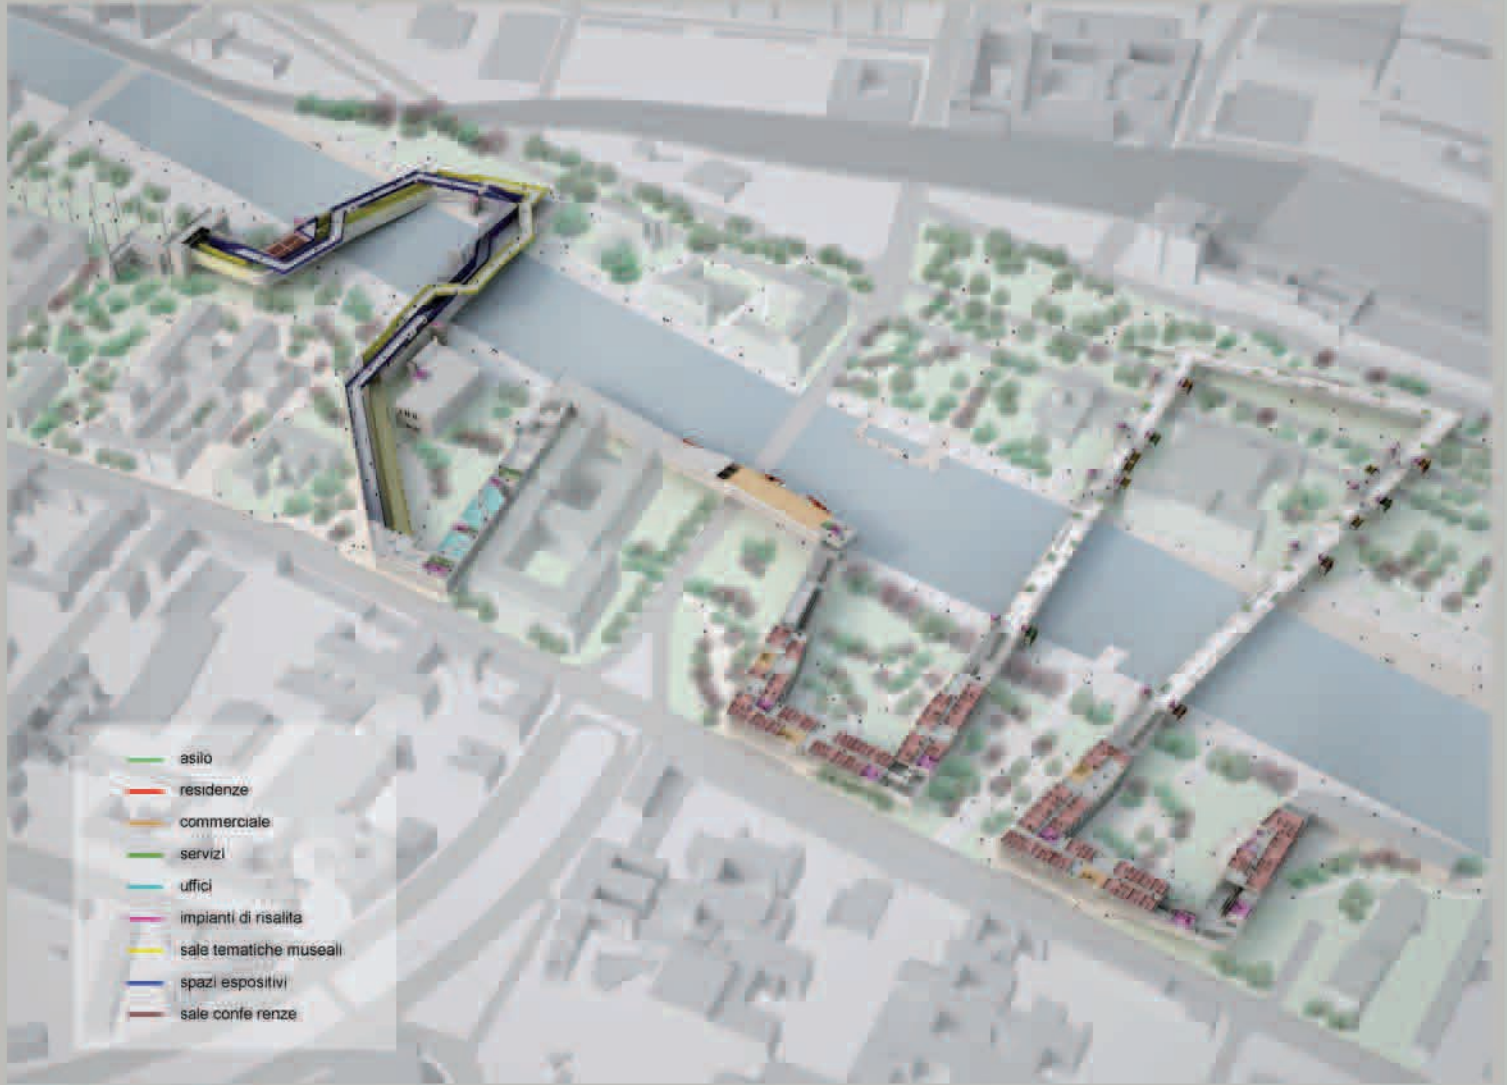 asilo
residenze
commerciale
servizi
uffici
impianti di risalita
sale tematiche museali
spazi espositivi
sale confe renze